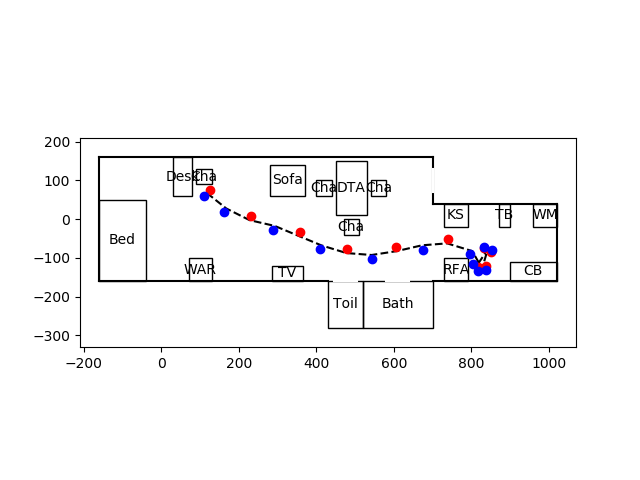 200
100
0
−100
−200
−300
Desk
Cha
Sofa
Cha
DTA
Cha
Cha
KS
TB
WM
Bed
WAR
TV
RFA
CB
Toil
Bath
−200
0
200
400
600
800
1000